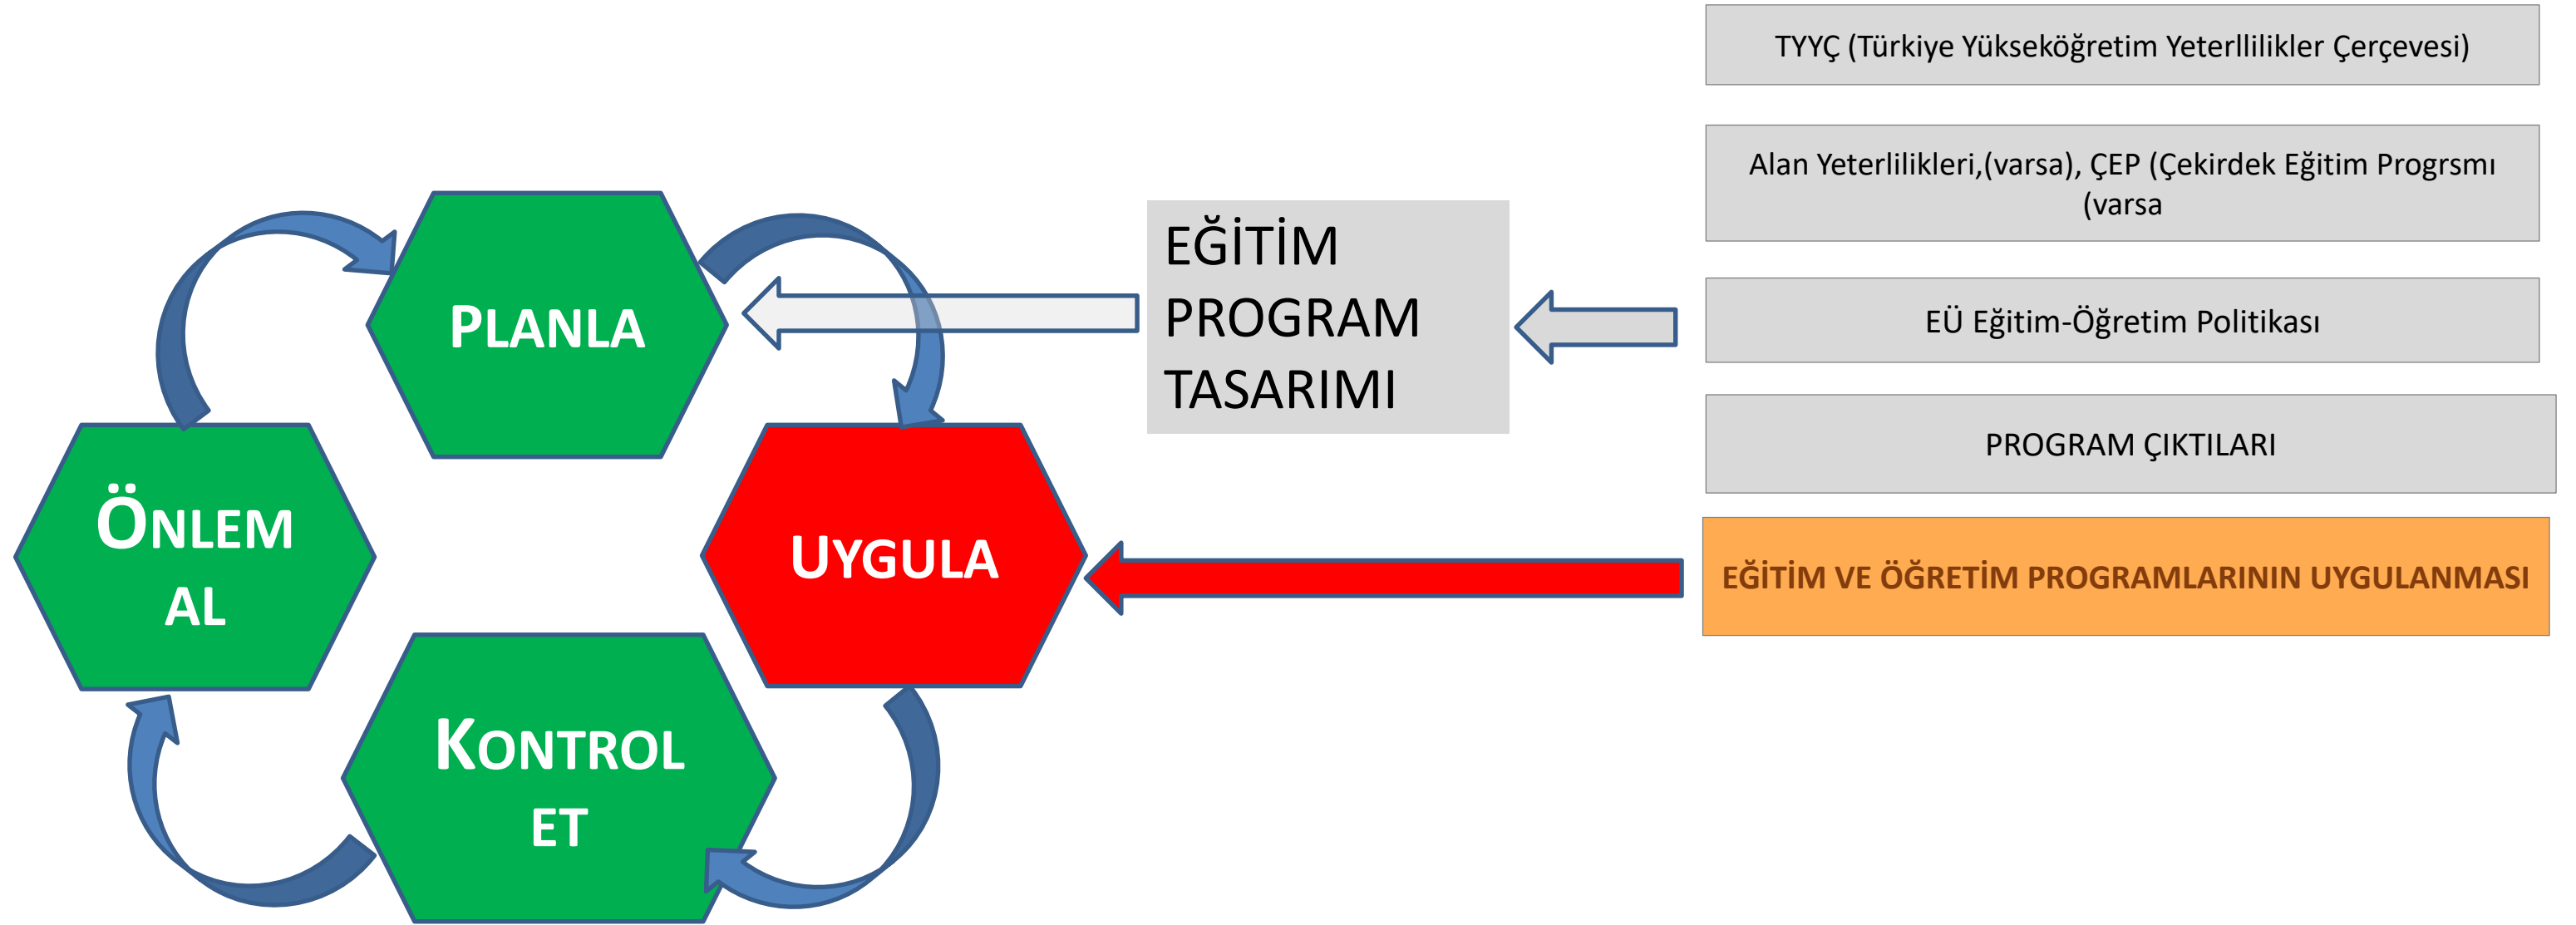 TYYÇ (Türkiye Yükseköğretim Yeterllilikler Çerçevesi)
Alan Yeterlilikleri,(varsa), ÇEP (Çekirdek Eğitim Progrsmı
(varsa
EĞİTİM
PROGRAM
TASARIMI
EÜ Eğitim-Öğretim Politikası
PROGRAM ÇIKTILARI
EĞİTİM VE ÖĞRETİM PROGRAMLARININ UYGULANMASI
PLANLA
UYGULA
KONTROL
ET
ÖNLEM
AL